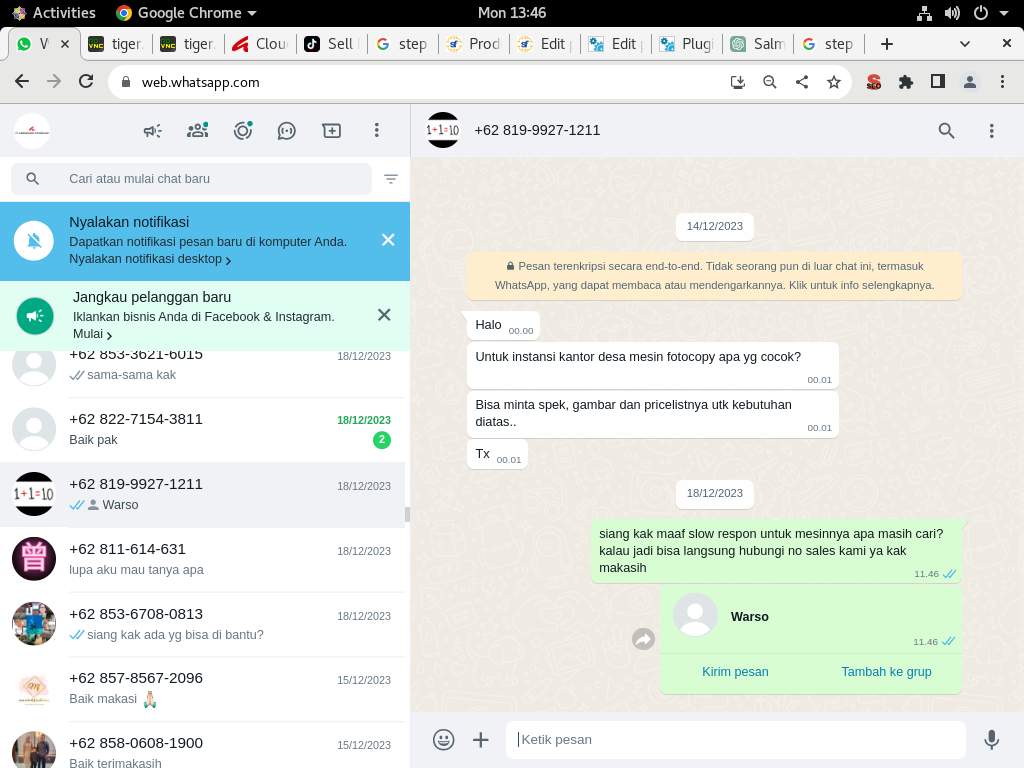 Activities
Google Chrome
Mon 13:46
W
tiger
tiger
Clou
Sell
step
Prod
Edit
Edit
Plugi
Salm
step
web.whatsapp.com
SEO
+62 819-9927-1211
Cari atau mulai chat baru
Nyalakan notifikasi
Dapatkan notifikasi pesan baru di komputer Anda.
Nyalakan notifikasi desktop
Jangkau pelanggan baru
Iklankan bisnis Anda di Facebook & Instagram.
Mulai
+62 853-3621-6015
18/12/2023
sama-sama kak
+62 822-7154-3811
18/12/2023
Baik pak
2
1+1=10
+62 819-9927-1211
18/12/2023
Warso
曾
+62 811-614-631
18/12/2023
lupa aku mau tanya apa
+62 853-6708-0813
18/12/2023
siang kak ada yg bisa di bantu?
+62 857-8567-2096
15/12/2023
Baik makasi 🙏🏻
+62 858-0608-1900
15/12/2023
Baik terimakasih
1+1=10
14/12/2023
Pesan terenkripsi secara end-to-end. Tidak seorang pun di luar chat ini, termasuk
WhatsApp, yang dapat membaca atau mendengarkannya. Klik untuk info selengkapnya.
Halo 00.00
Untuk instansi kantor desa mesin fotocopy apa yg cocok?
00.01
Bisa minta spek, gambar dan pricelistnya utk kebutuhan
diatas..
00.01
Tx 00.01
18/12/2023
siang kak maaf slow respon untuk mesinnya apa masih cari?
kalau jadi bisa langsung hubungi no sales kami ya kak
makasih
11.46
Warso
11.46
Kirim pesan
Tambah ke grup
Ketik pesan